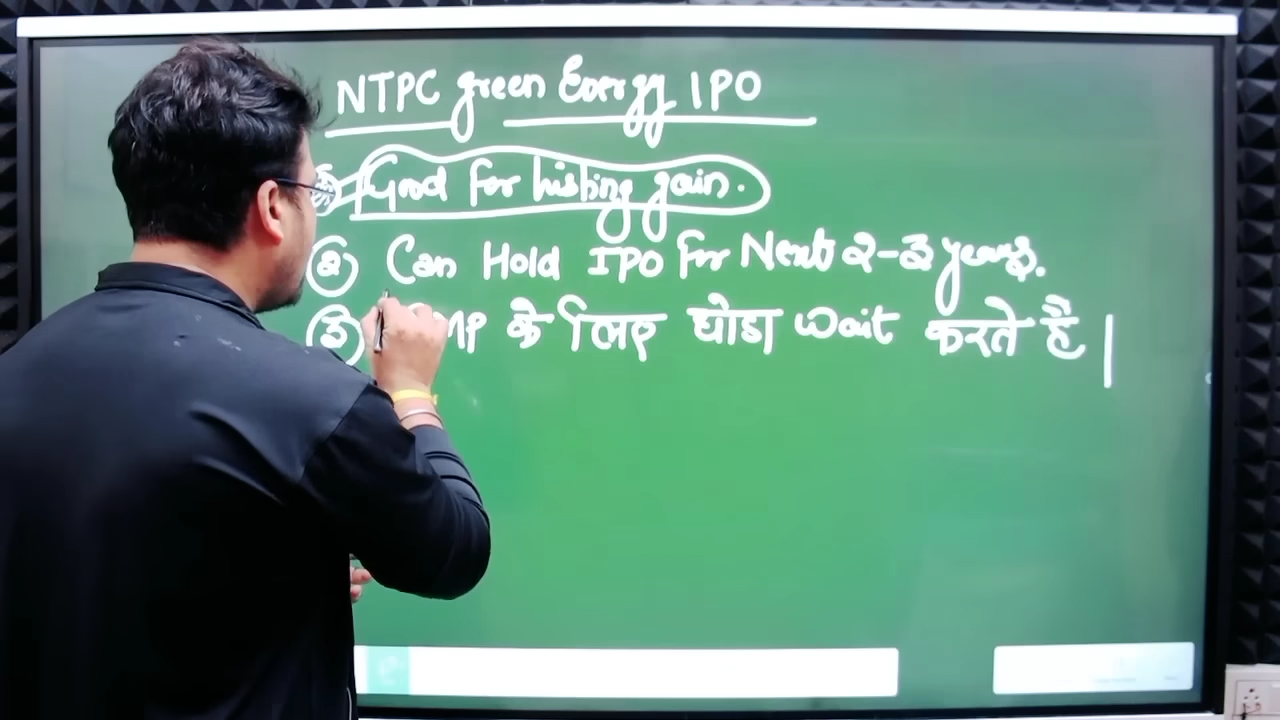 NTPC green Energy IPO
Good For listing gain.
② Can Hold IPO For Next 2-3 years.
③ के लिए थोडा wait करते है |